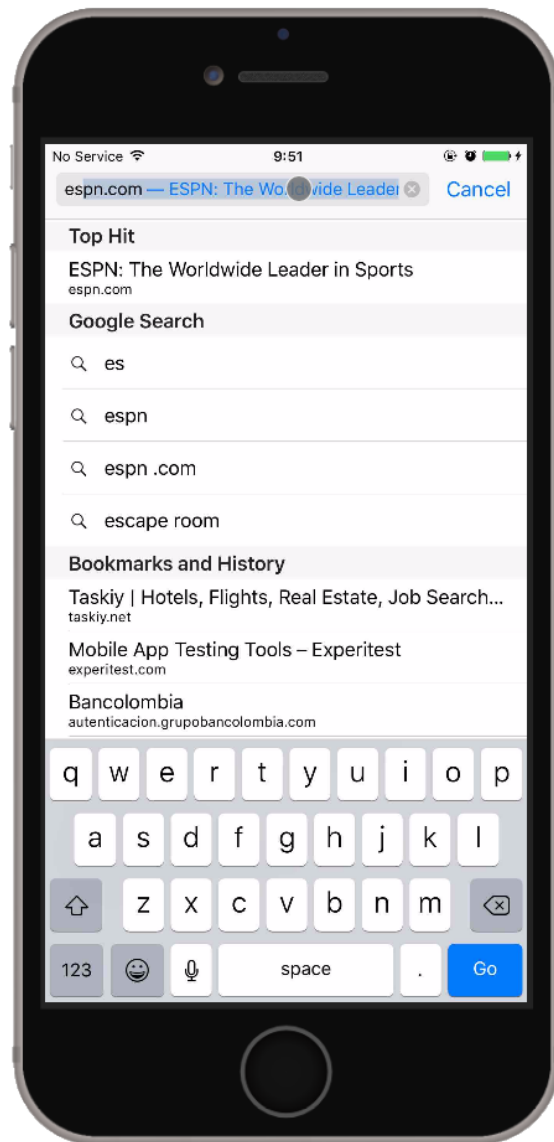 No Service 9:51
espn.com — ESPN: The Worldwide Leader Cancel
Top Hit
ESPN: The Worldwide Leader in Sports
espn.com
Google Search
es
espn
espn .com
escape room
Bookmarks and History
Taskiy | Hotels, Flights, Real Estate, Job Search...
taskiy.net
Mobile App Testing Tools – Experitest
experitest.com
Bancolombia
autenticacion.grupobancolombia.com
q w e r t y u i o p
a s d f g h j k l
z x c v b n m
123 space . Go